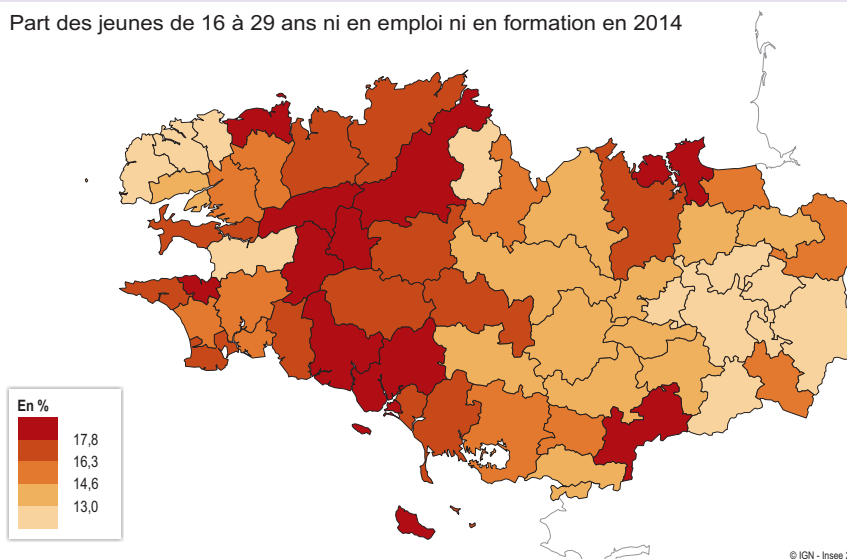 Part des jeunes de 16 à 29 ans ni en emploi ni en formation en 2014
En %
17,8
16,3
14,6
13,0
© IGN - Insee 2